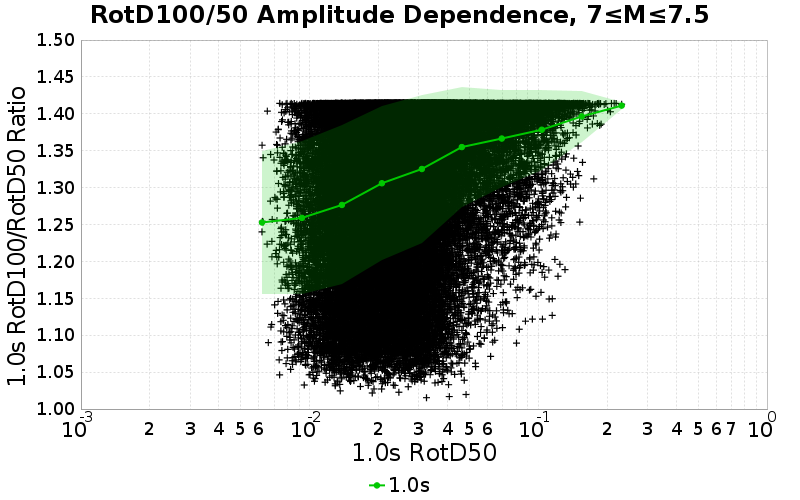 RotD100/50 Amplitude Dependence, 7≤M≤7.5
1.0s RotD100/RotD50 Ratio
1.50
1.45
1.40
1.35
1.30
1.25
1.20
1.15
1.10
1.05
1.00
10-3 2 3 4 5 6 10-2 2 3 4 5 6 10-1 2 3 4 5 6 7 100
1.0s RotD50
1.0s